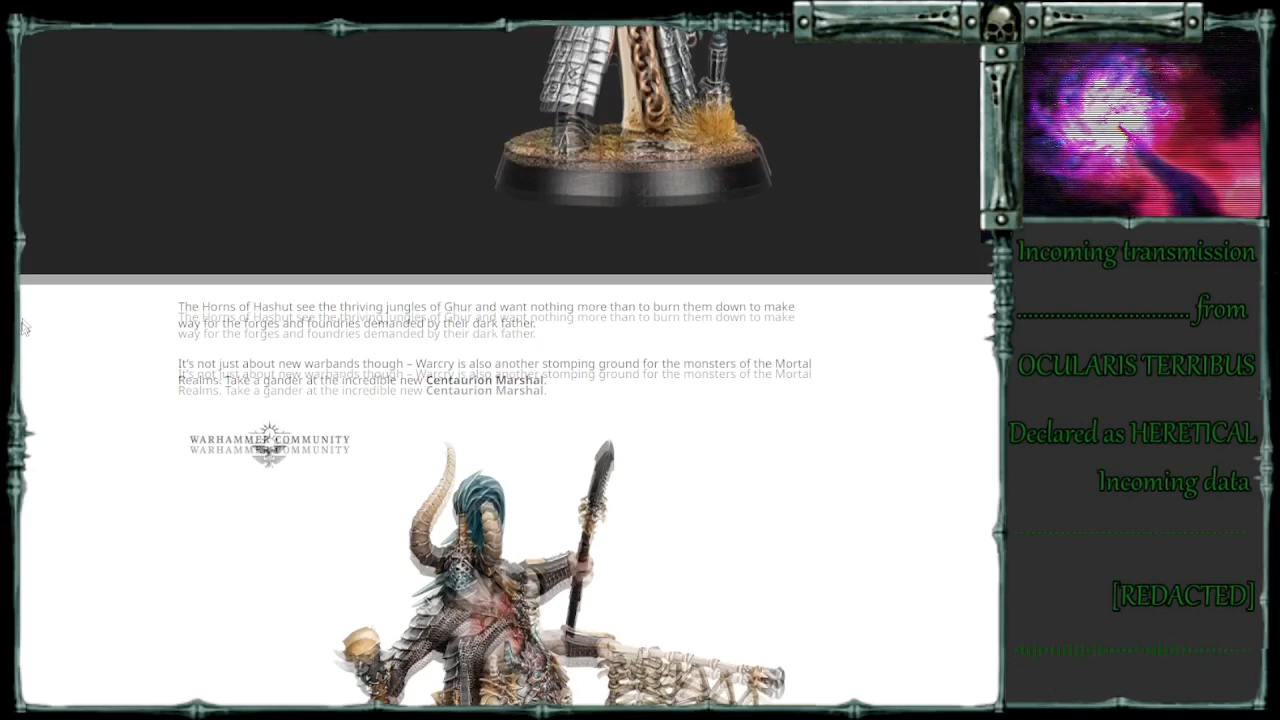 The Horns of Hashut see the thriving jungles of Ghur and want nothing more than to burn them down to make
way for the forges and foundries demanded by their dark father.
It's not just about new warbands though – Warcry is also another stomping ground for the monsters of the Mortal
Realms. Take a gander at the incredible new Centaurion Marshal.
WARHAMMER COMMUNITY
Incoming transmission
................................. from
OCULARIS TERRIBUS
Declared as HERETICAL
Incoming data
[REDACTED]